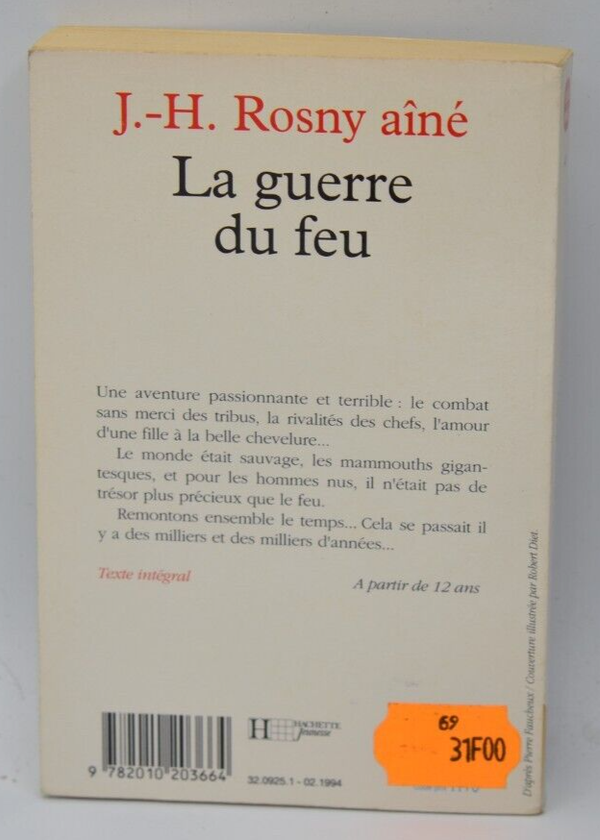 J.-H. Rosny aîné
La guerre
du feu
Une aventure passionnante et terrible : le combat
sans merci des tribus, la rivalités des chefs, l'amour
d'une fille à la belle chevelure...
Le monde était sauvage, les mammouths gigan-
tesques, et pour les hommes nus, il n'était pas de
trésor plus précieux que le feu.
Remontons ensemble le temps... Cela se passait il
y a des milliers et des milliers d'années...
Texte intégral
A partir de 12 ans
D'après Pierre Faucheux / Couverture illustrée par Robert Diet.
9 782010 203664
H HACHETTE
Jeunesse
32.0925.1 - 02.1994
69
31F00